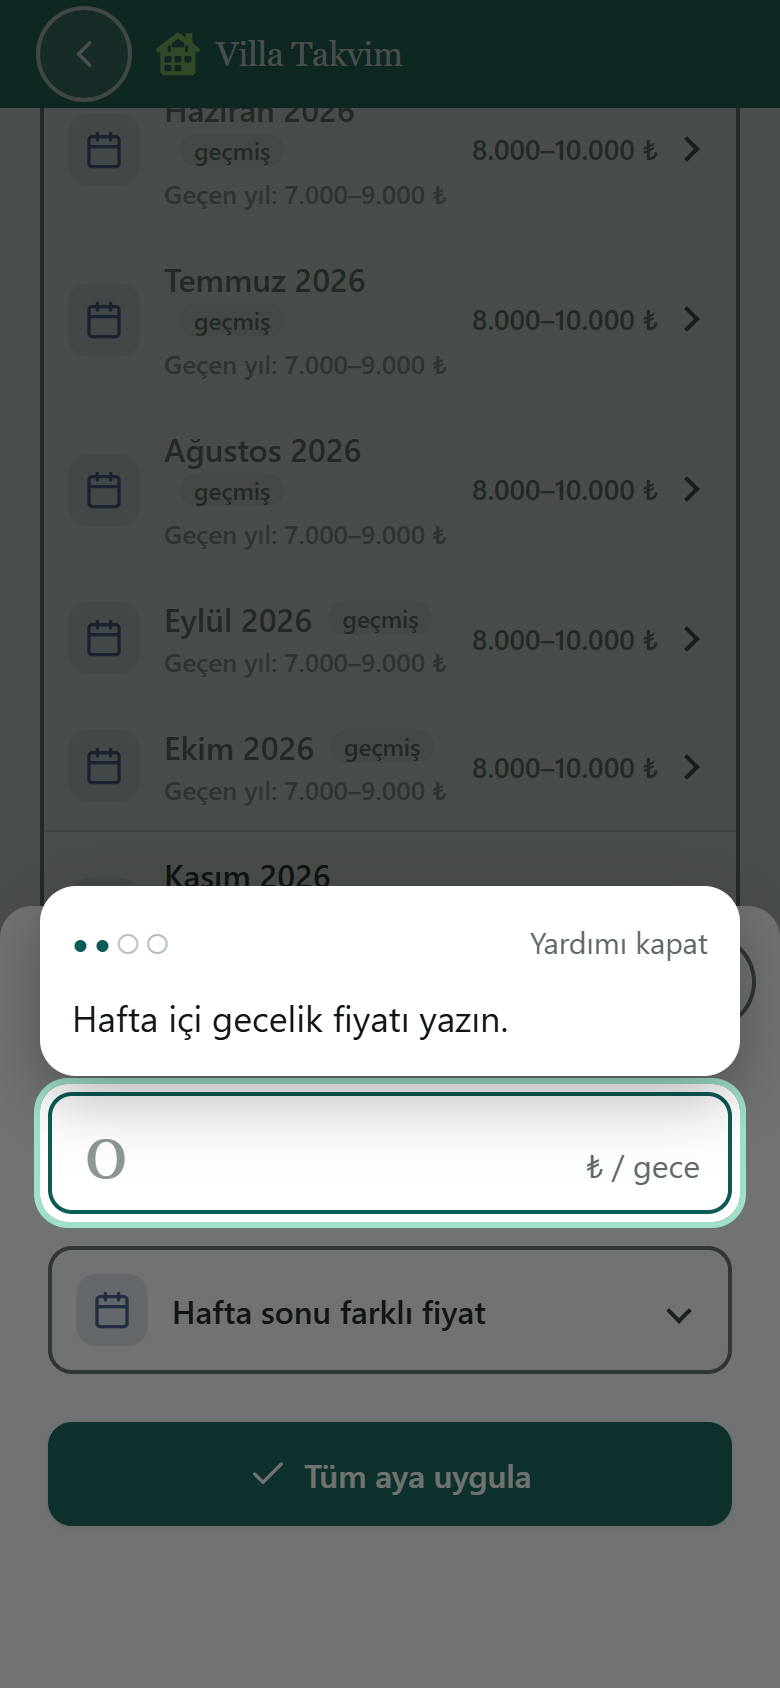 Villa Takvim
Haziran 2026
geçmiş
8.000–10.000 ₺
Geçen yıl: 7.000–9.000 ₺
Temmuz 2026
geçmiş
8.000–10.000 ₺
Geçen yıl: 7.000–9.000 ₺
Ağustos 2026
geçmiş
8.000–10.000 ₺
Geçen yıl: 7.000–9.000 ₺
Eylül 2026 geçmiş
8.000–10.000 ₺
Geçen yıl: 7.000–9.000 ₺
Ekim 2026 geçmiş
8.000–10.000 ₺
Geçen yıl: 7.000–9.000 ₺
Kasım 2026
Yardımı kapat
Hafta içi gecelik fiyatı yazın.
0 ₺ / gece
Hafta sonu farklı fiyat
Tüm aya uygula